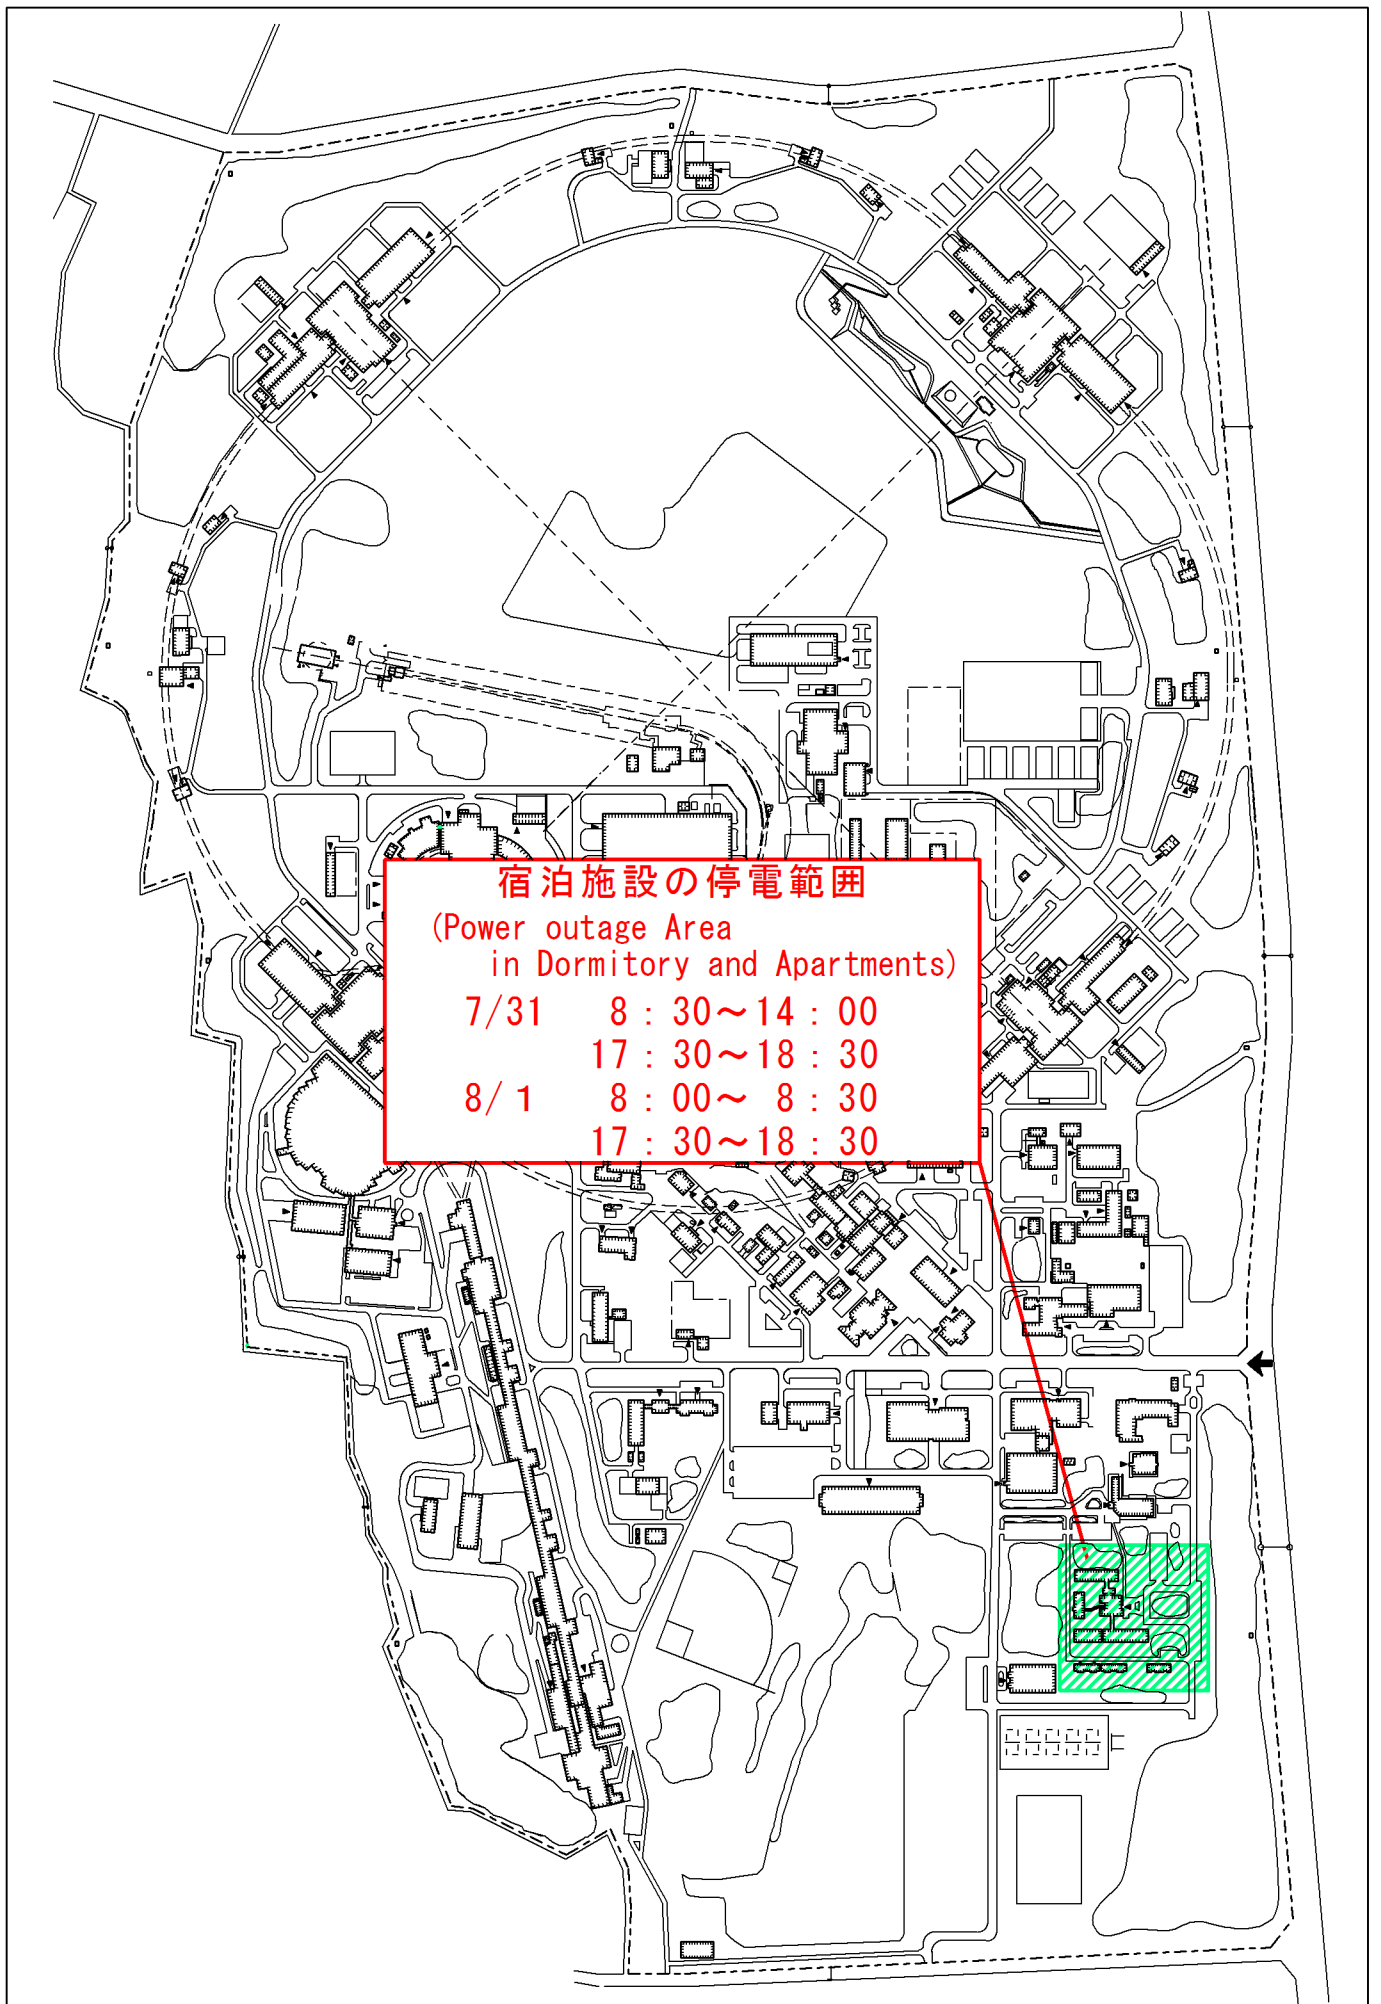 宿泊施設の停電範囲
(Power outage Area
in Dormitory and Apartments)
7/31 8：30～14：00
17：30～18：30
8/1 8：00～ 8：30
17：30～18：30